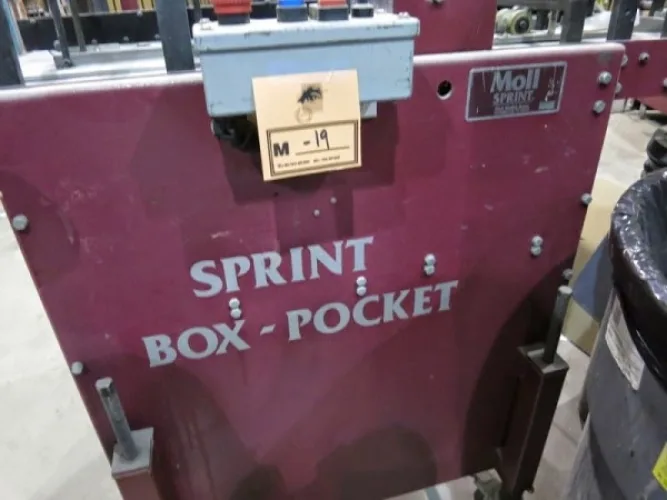 Moll
SPRINT
M -19
SPRINT
BOX - POCKET